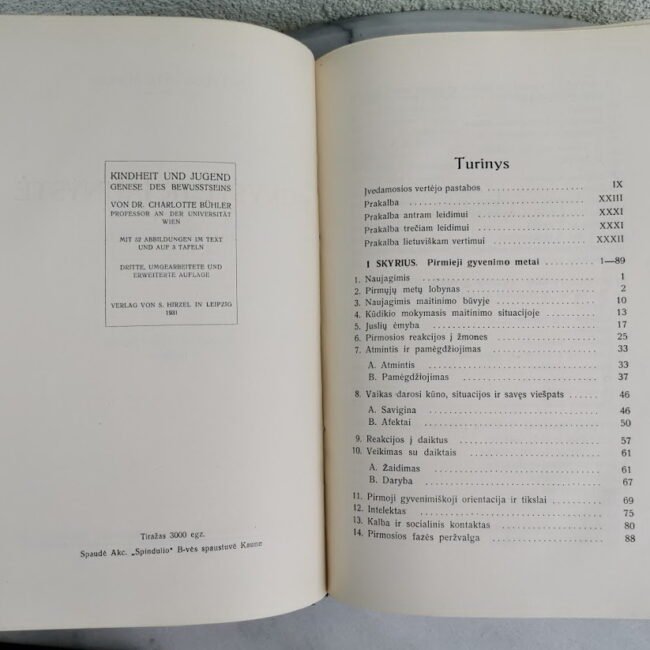 KINDHEIT UND JUGEND
GENESE DES BEWUSSTSEINS
VON DR. CHARLOTTE BÜHLER
PROFESSOR AN DER UNIVERSITÄT
WIEN
MIT 52 ABBILDUNGEN IM TEXT
UND AUF 3 TAFELN
DRITTE, UMGEARBEITETE UND
ERWEITERTE AUFLAGE
VERLAG VON S. HIRZEL IN LEIPZIG
1931
Tiražas 3000 egz.
Spaudė Akc. „Spindulio“ B-vės spaustuvė Kaune
Turinys
Įvedamosios vertėjo pastabos IX
Prakalba XXIII
Prakalba antram leidimui XXXI
Prakalba trečiam leidimui XXXI
Prakalba lietuviškam vertimui XXXII
I SKYRIUS. Pirmieji gyvenimo metai 1—89
1. Naujagimis 1
2. Pirmųjų metų lobynas 2
3. Naujagimis maitinimo būvyje 10
4. Kūdikio mokymasis maitinimo situacijoje 13
5. Juslių ėmyba 17
6. Pirmosios reakcijos į žmones 25
7. Atmintis ir pamėgdžiojimas 33
A. Atmintis 33
B. Pamėgdžiojimas 37
8. Vaikas darosi kūno, situacijos ir savęs viešpats 46
A. Savigina 46
B. Afektai 50
9. Reakcijos į daiktus 57
10. Veikimas su daiktais 61
A. Žaidimas 61
B. Daryba 67
11. Pirmoji gyvenimiškoji orientacija ir tikslai 69
12. Intelektas 75
13. Kalba ir socialinis kontaktas 80
14. Pirmosios fazės peržvalga 88